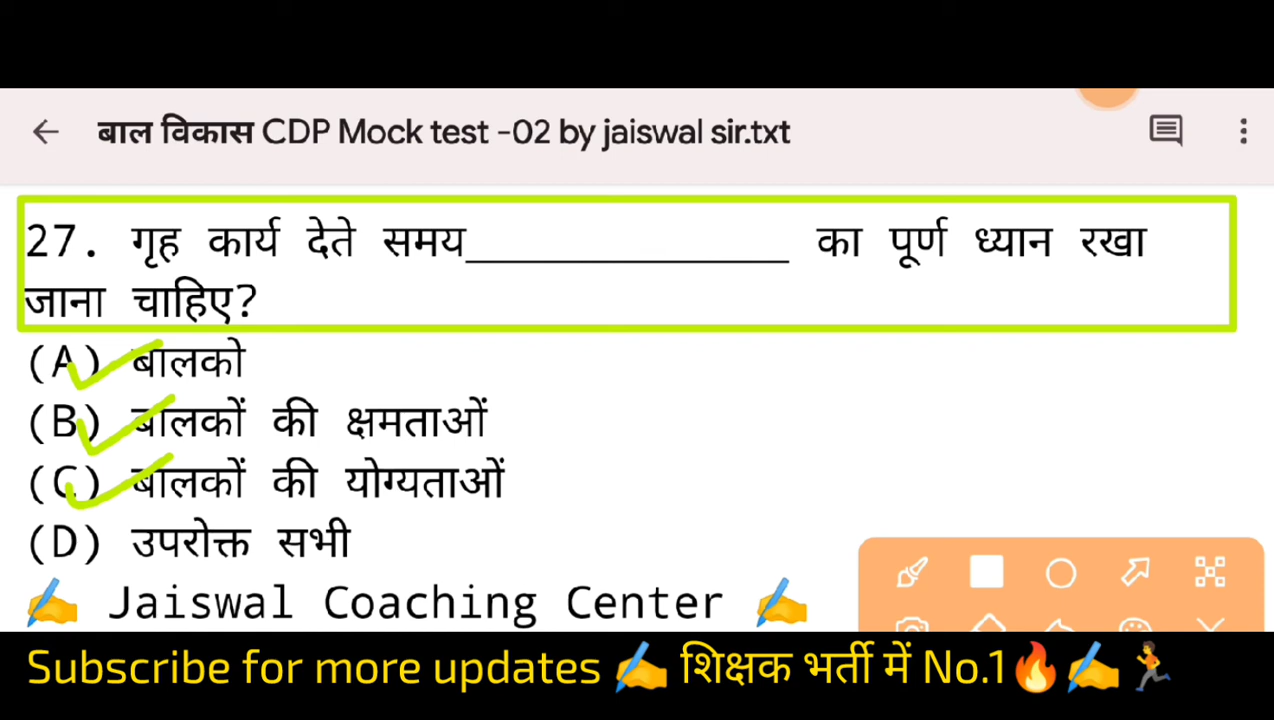 बाल विकास CDP Mock test -02 by jaiswal sir.txt
27. गृह कार्य देते समय_______________ का पूर्ण ध्यान रखा
जाना चाहिए?
(A) बालको
(B) बालकों की क्षमताओं
(C) बालकों की योग्यताओं
(D) उपरोक्त सभी
✍️ Jaiswal Coaching Center ✍️
Subscribe for more updates ✍️ शिक्षक भर्ती में No.1🔥✍️🏃